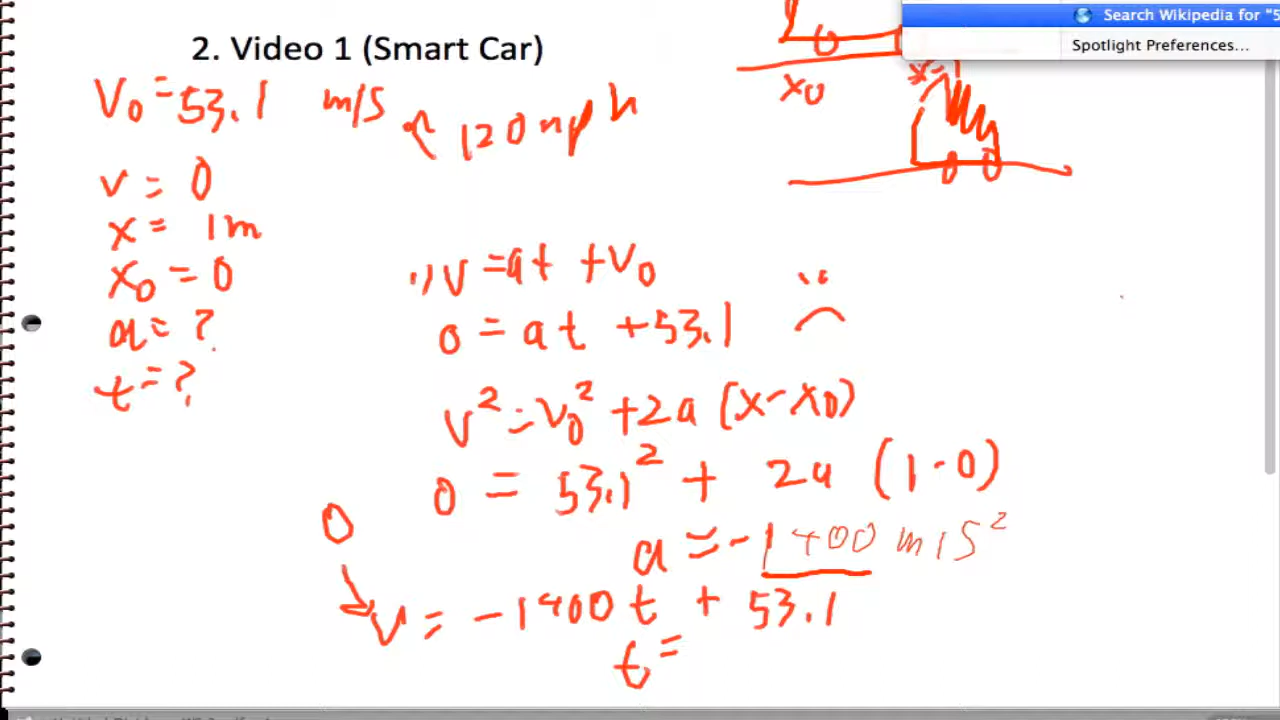 Search Wikipedia for "5
Spotlight Preferences...
2. Video 1 (Smart Car)
V₀ = 53.1 m/s 120 mph
x₀
x =
v = 0
x = 1m
x₀ = 0
a = ?
t = ?
v = at + v₀
0 = at + 53.1
v² = v₀² + 2a (x - x₀)
0 = 53.1² + 2a (1 - 0)
0
a = -1400 m/s²
v = -1400 t + 53.1
t =